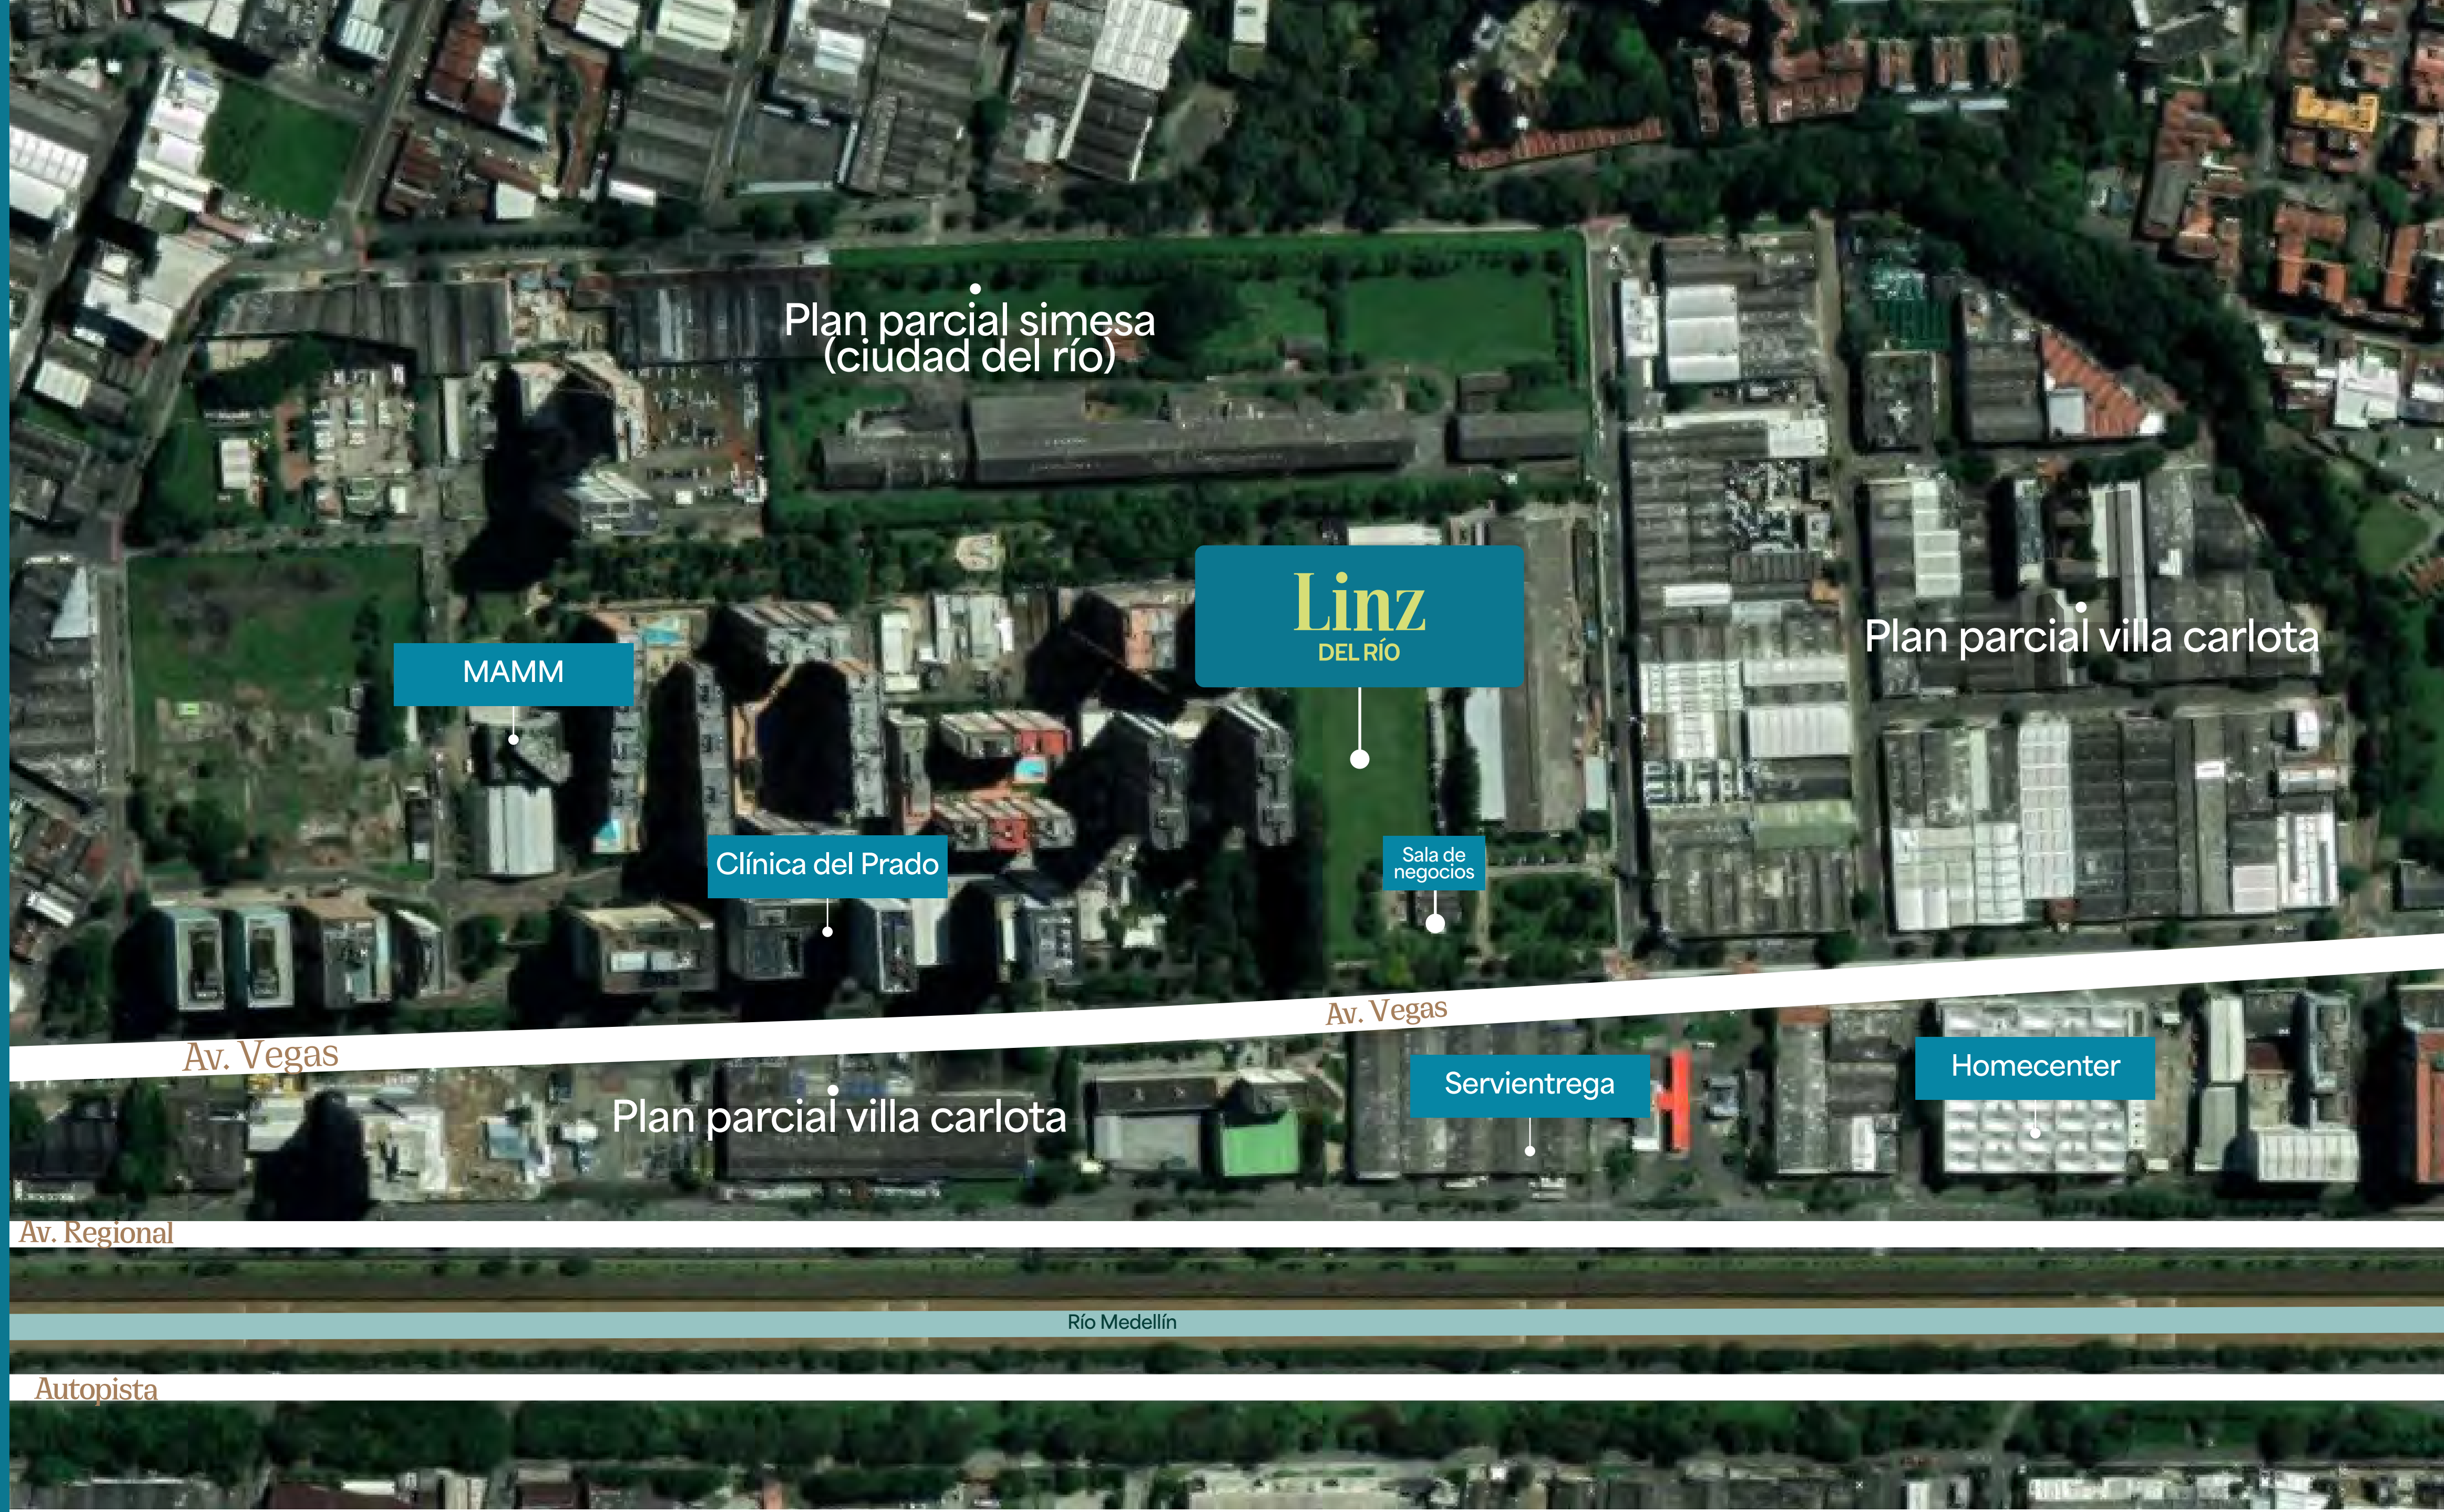 Plan parcial simesa
(ciudad del río)
Linz
DEL RÍO
Plan parcial villa carlota
MAMM
Clínica del Prado
Sala de
negocios
Av. Vegas
Av. Vegas
Plan parcial villa carlota
Servientrega
Homecenter
Av. Regional
Río Medellín
Autopista